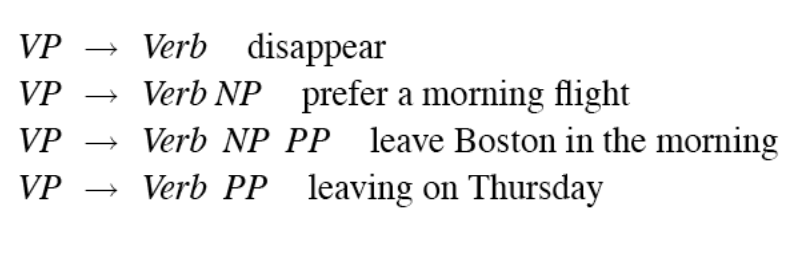 VP → Verb disappear
VP → Verb NP prefer a morning flight
VP → Verb NP PP leave Boston in the morning
VP → Verb PP leaving on Thursday